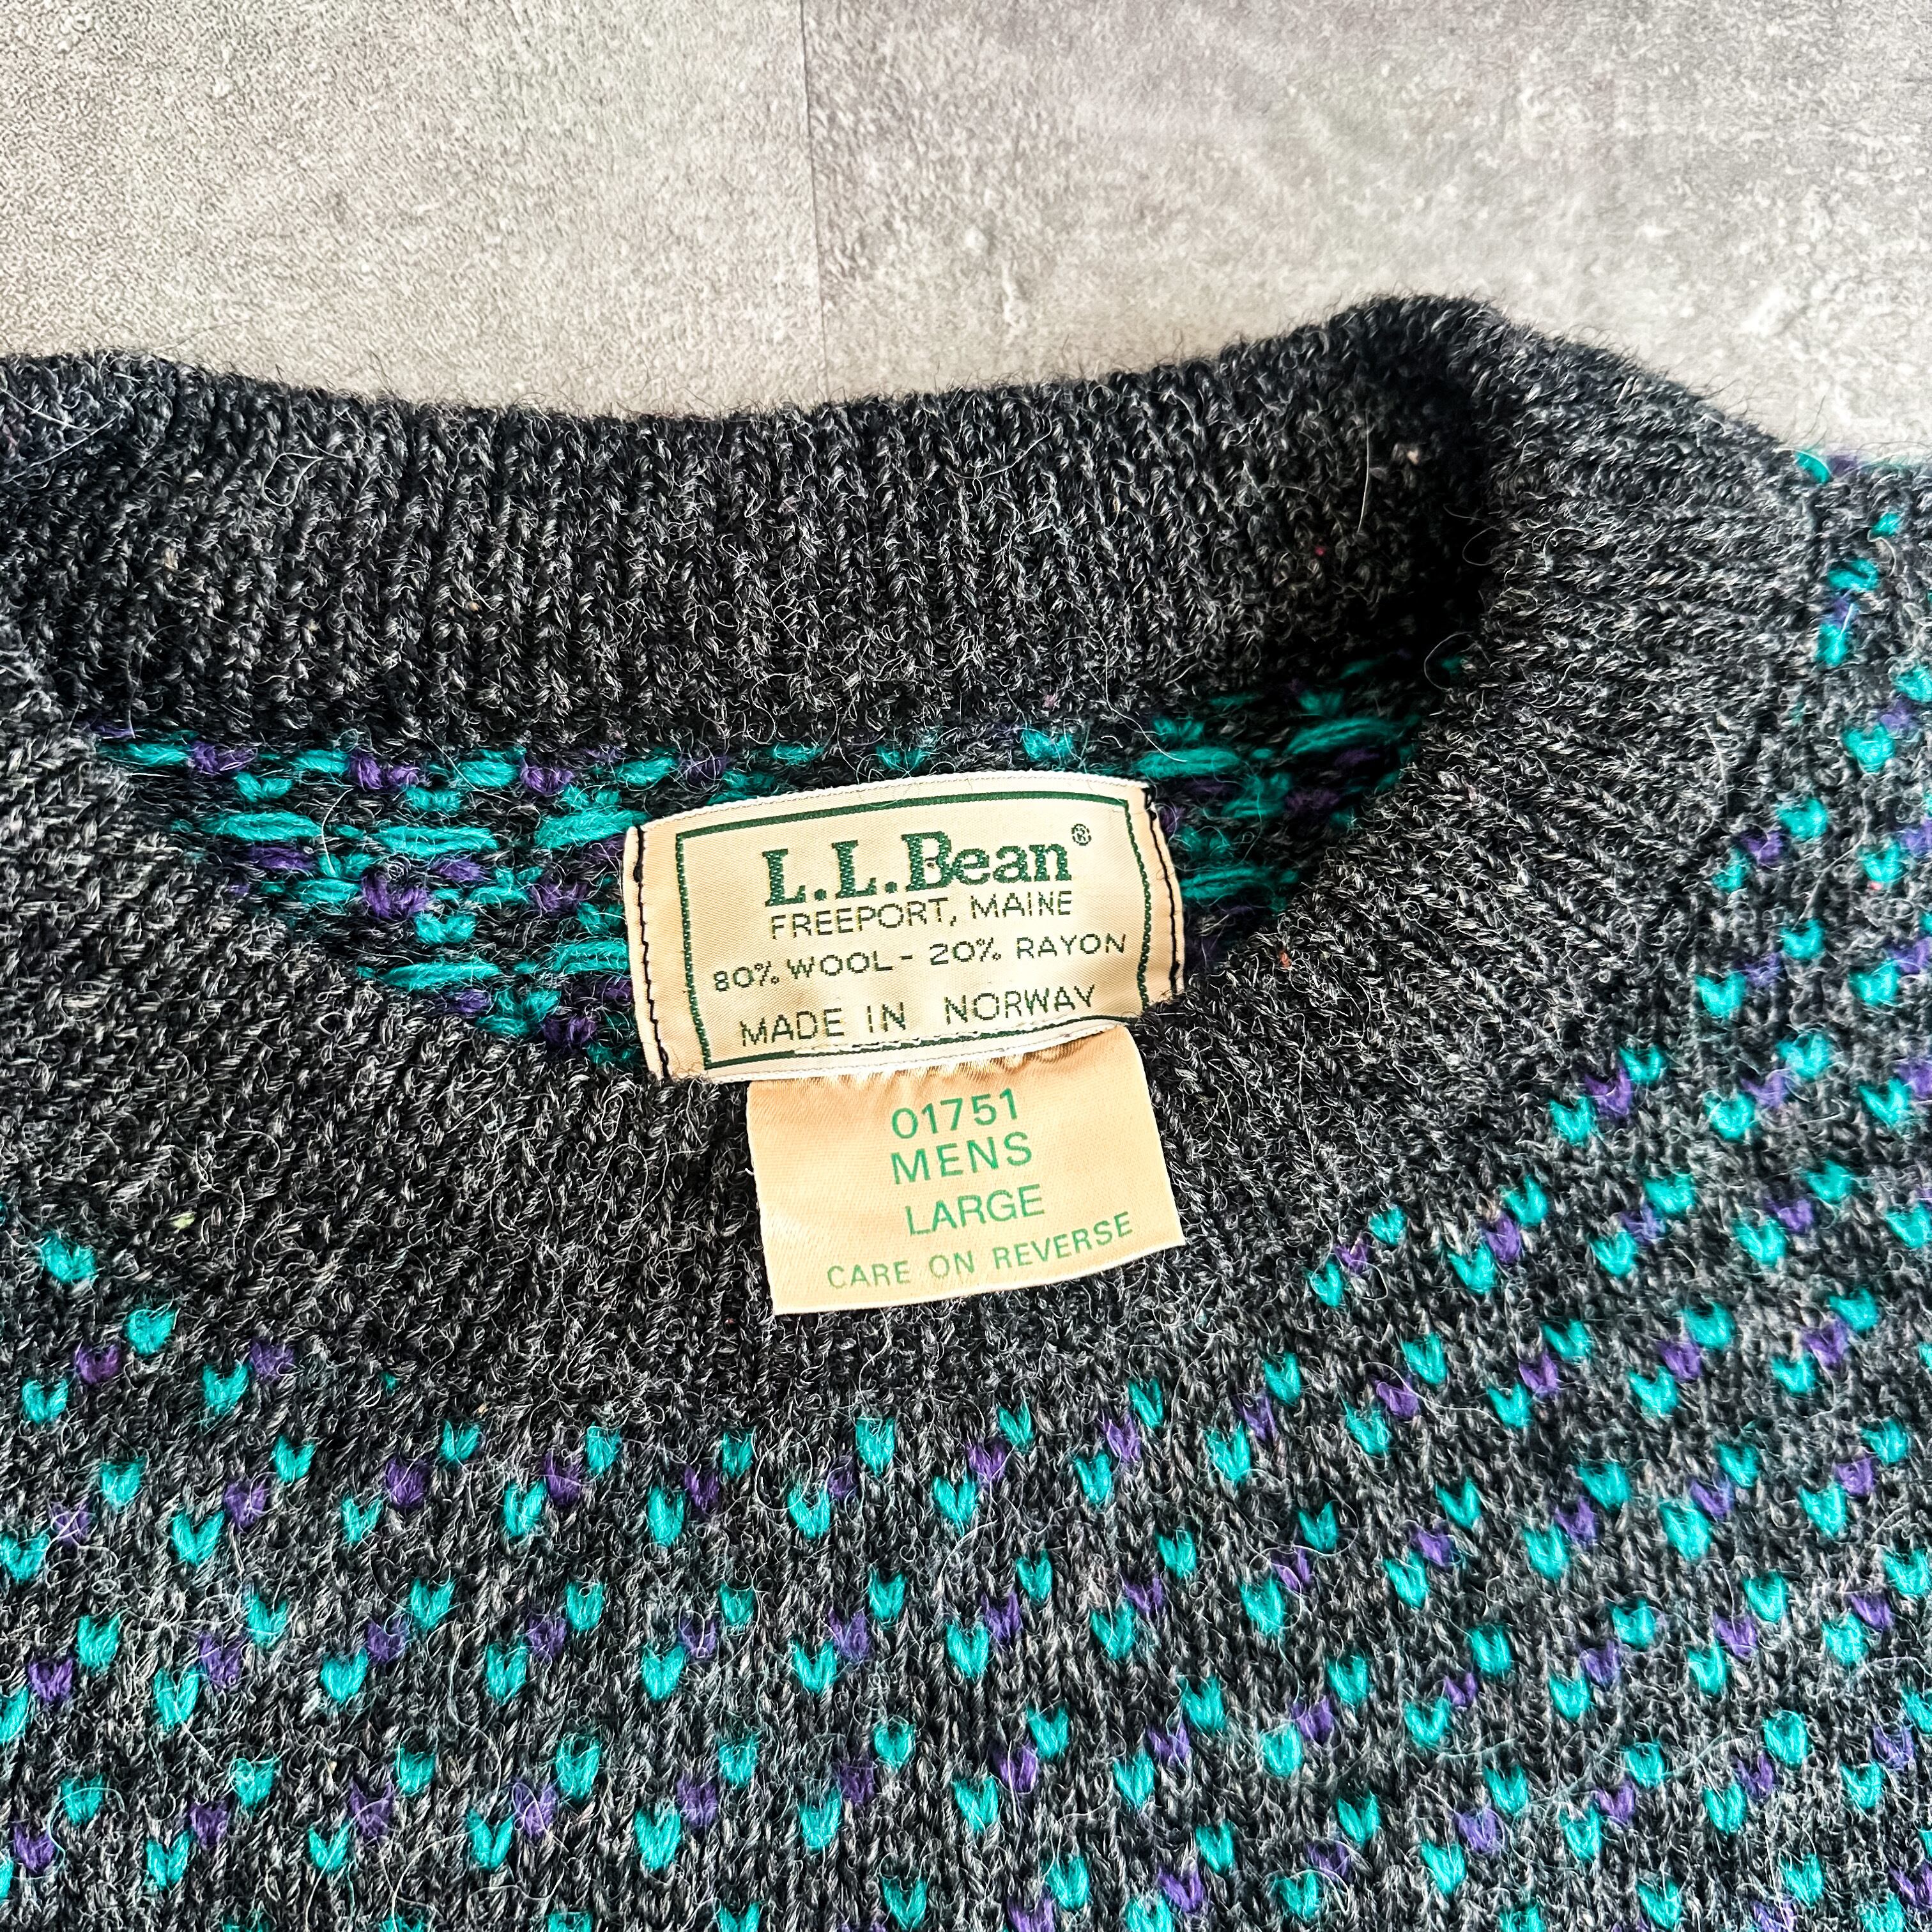 L.L.Bean®
FREEPORT, MAINE
80% WOOL - 20% RAYON
MADE IN NORWAY
01751
MENS
LARGE
CARE ON REVERSE